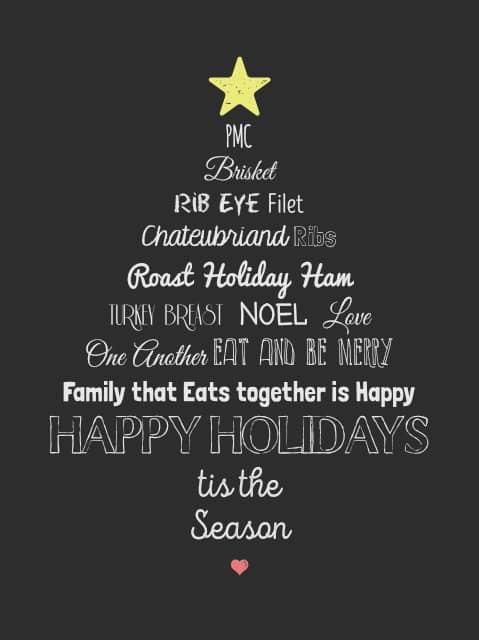 PMC
Brisket
RIB EYE Filet
Chateubriand Ribs
Roast Holiday Ham
TURKEY BREAST NOEL Love
One Another EAT AND BE MERRY
Family that Eats together is Happy
HAPPY HOLIDAYS
tis the
Season